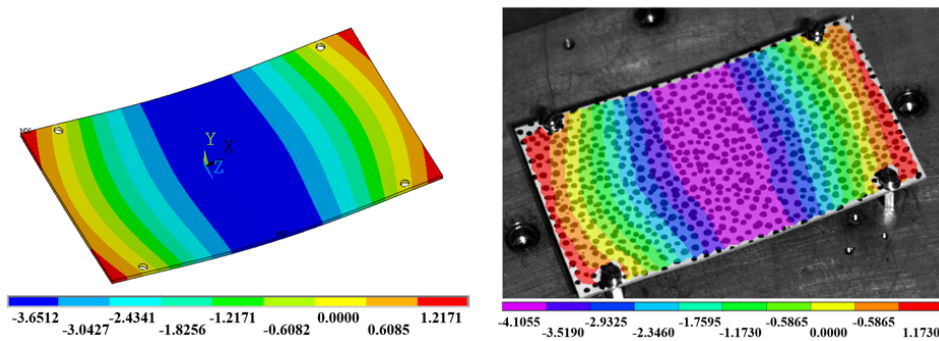 Y
X
Z
-3.6512 -2.4341 -1.2171 0.0000 1.2171
-3.0427 -1.8256 -0.6082 0.6085
-4.1055 -2.9325 -1.7595 -0.5865 -0.5865
-3.5190 -2.3460 -1.1730 0.0000 1.1730